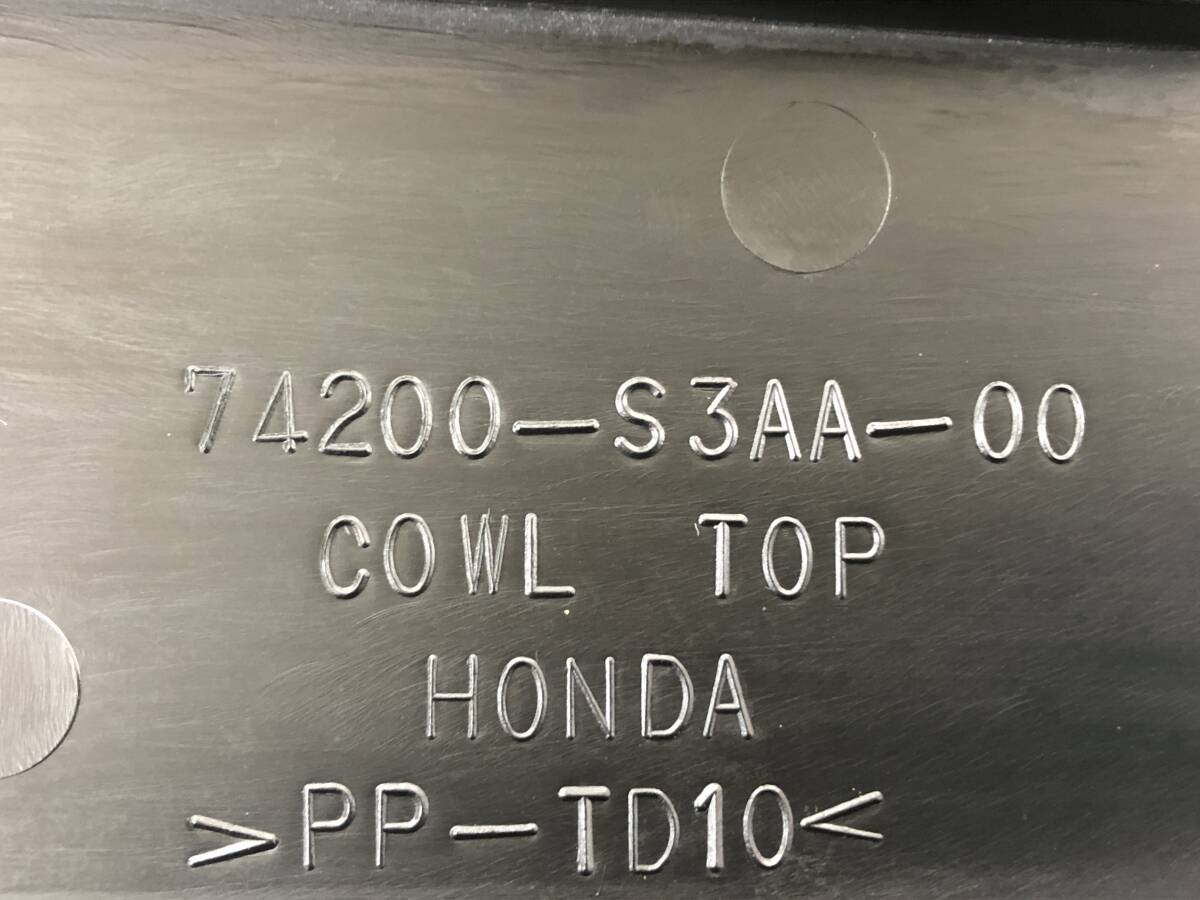 74200-S3AA-00
COWL TOP
HONDA
>PP-TD10<